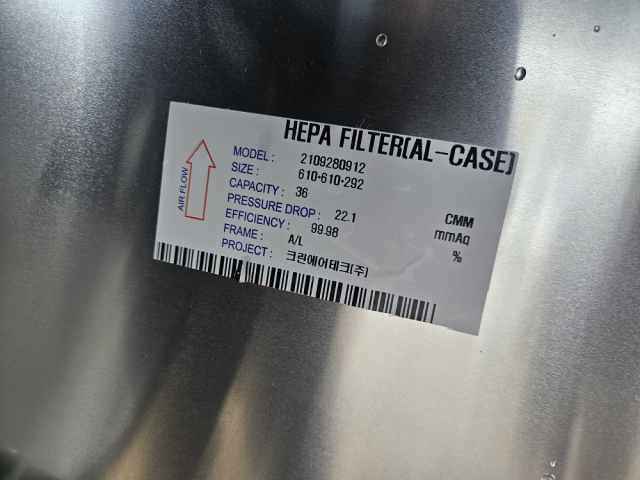 HEPA FILTER(AL-CASE)
AIR FLOW
MODEL : 2109280912
SIZE : 610-610-292
CAPACITY : 36 CMM
PRESSURE DROP : 22.1 mmAq
EFFICIENCY : 99.98 %
FRAME : A/L
PROJECT : 크린에어테크(주)